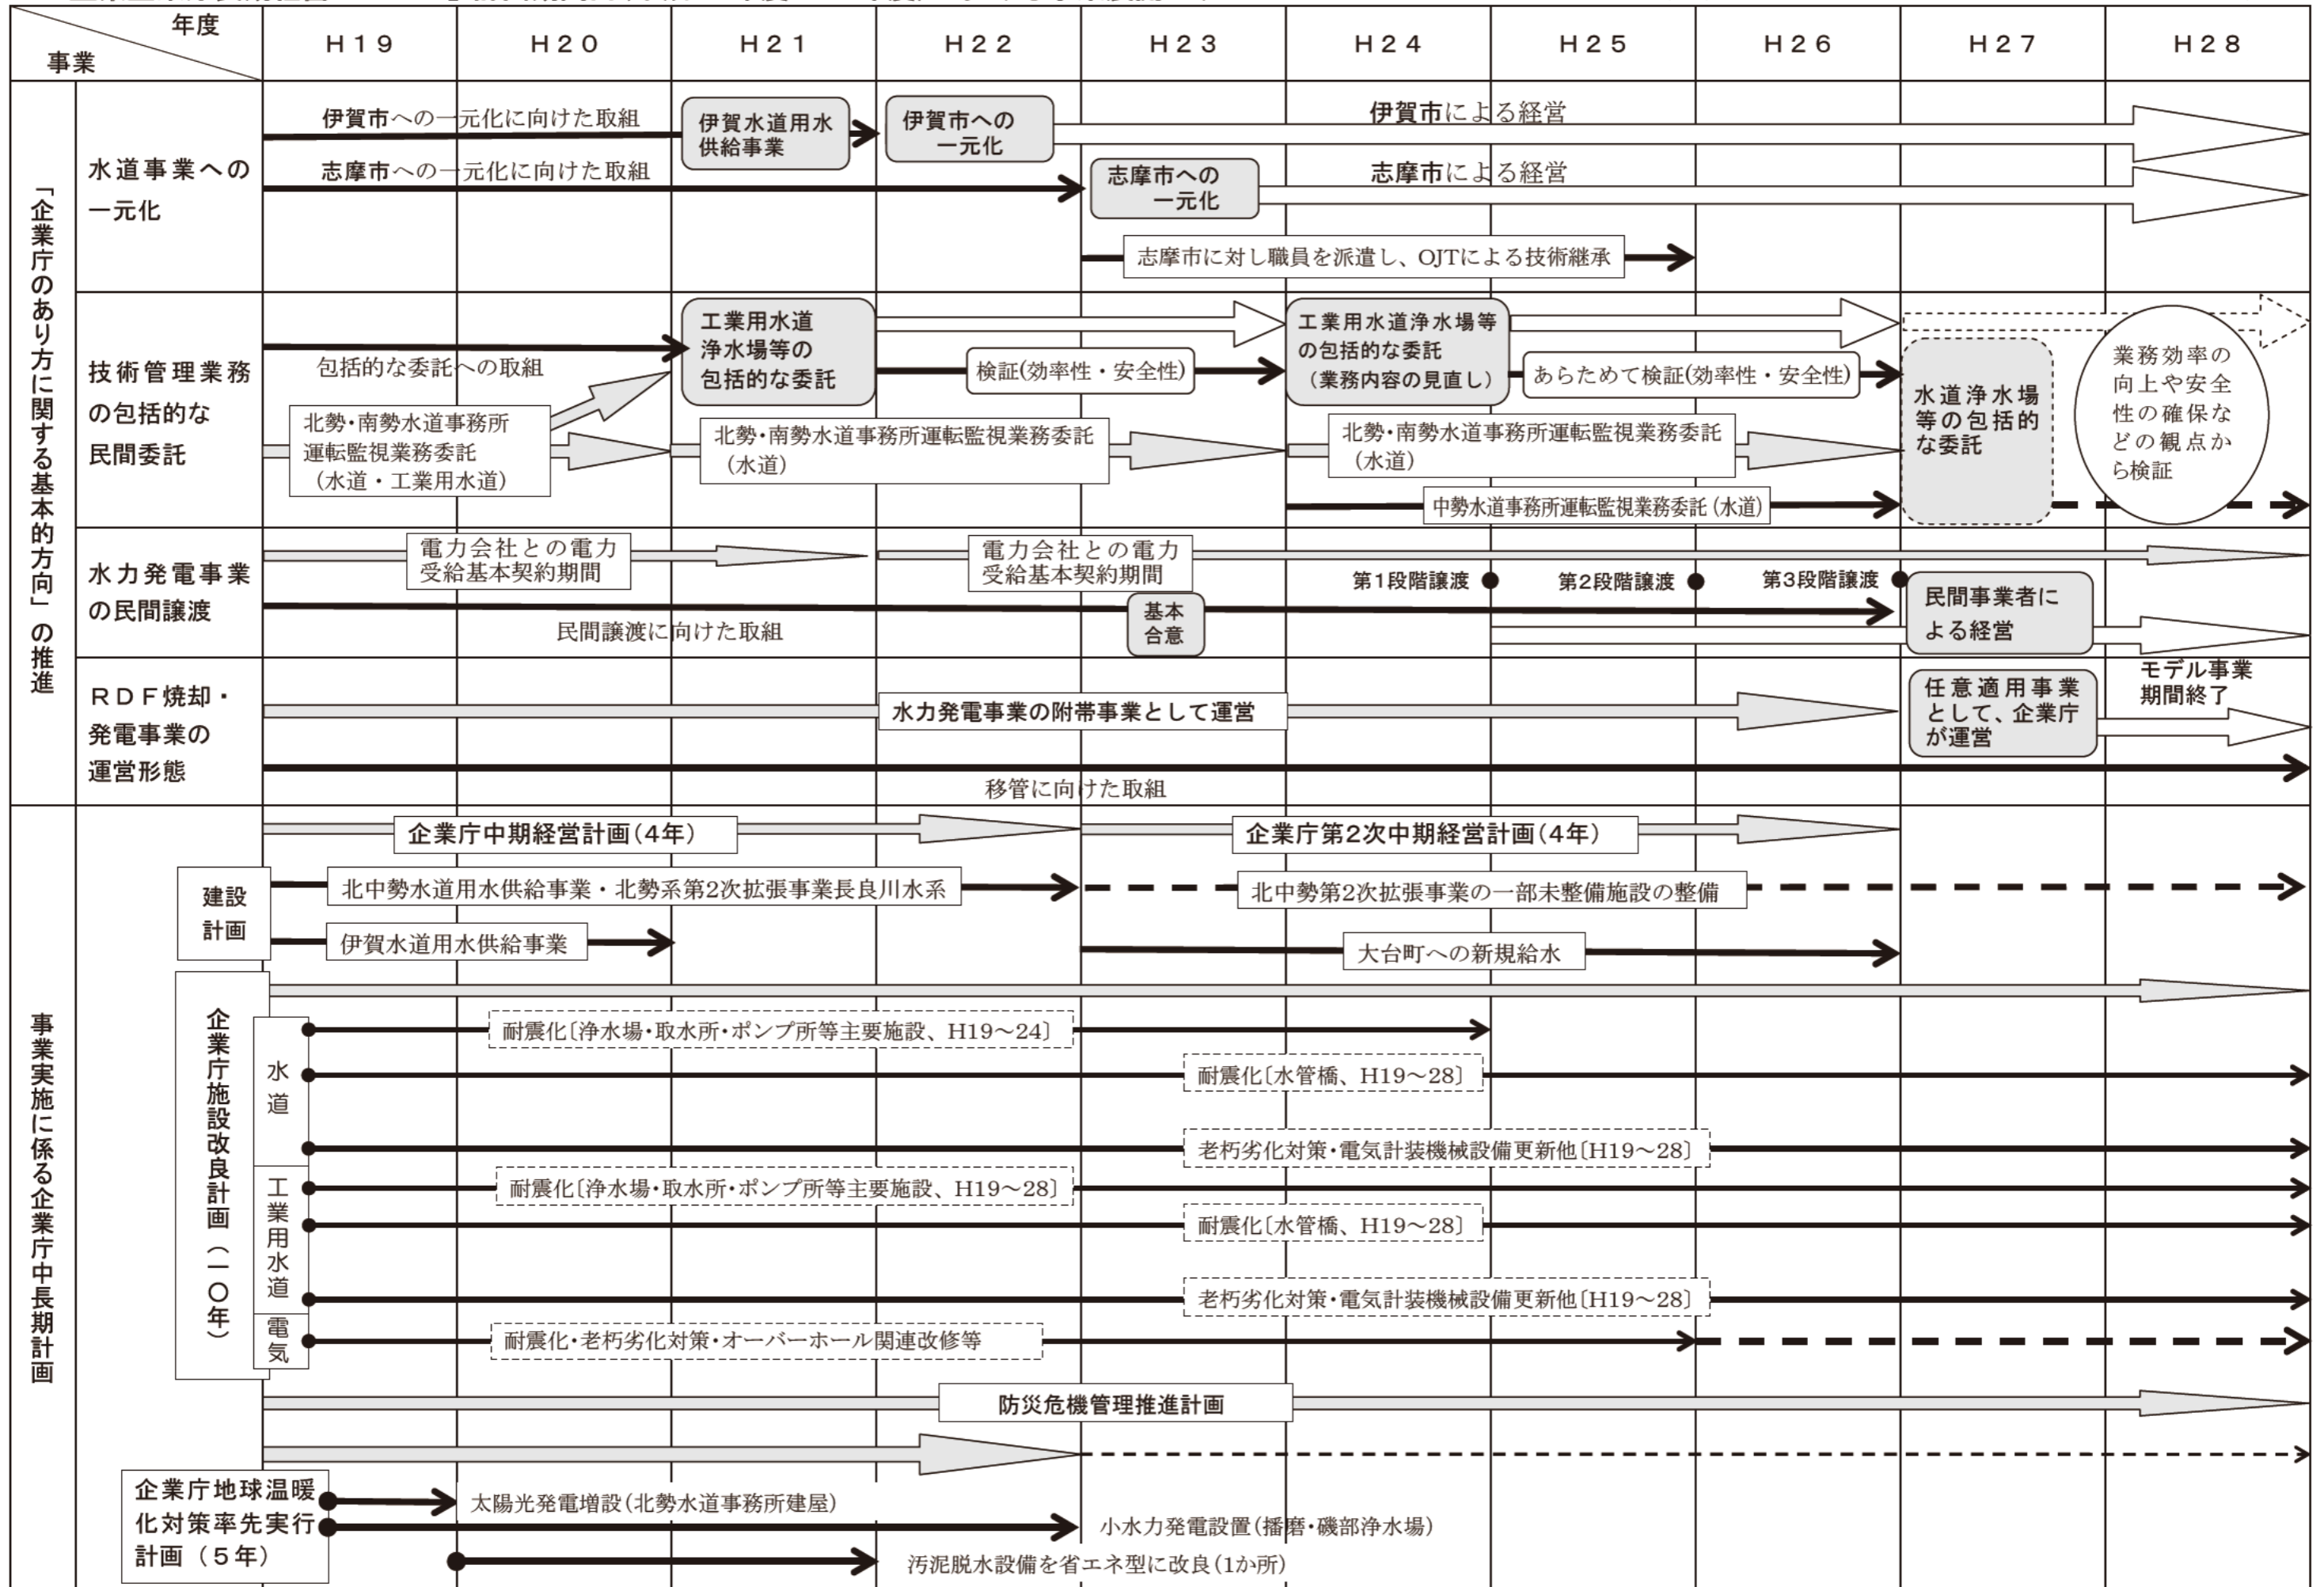 年度
事業
H19
H20
H21
H22
H23
H24
H25
H26
H27
H28
「企業庁のあり方に関する基本的方向」の推進
水道事業への
一元化
伊賀市への一元化に向けた取組
伊賀水道用水
供給事業
伊賀市への
一元化
伊賀市による経営
志摩市への一元化に向けた取組
志摩市への
一元化
志摩市による経営
志摩市に対し職員を派遣し、OJTによる技術継承
技術管理業務
の包括的な
民間委託
包括的な委託への取組
工業用水道
浄水場等の
包括的な委託
検証(効率性・安全性)
工業用水道浄水場等
の包括的な委託
(業務内容の見直し)
あらためて検証(効率性・安全性)
水道浄水場
等の包括的
な委託
業務効率の
向上や安全
性の確保な
どの観点か
ら検証
北勢・南勢水道事務所
運転監視業務委託
(水道・工業用水道)
北勢・南勢水道事務所運転監視業務委託
(水道)
北勢・南勢水道事務所運転監視業務委託
(水道)
中勢水道事務所運転監視業務委託(水道)
水力発電事業
の民間譲渡
電力会社との電力
受給基本契約期間
電力会社との電力
受給基本契約期間
第1段階譲渡
第2段階譲渡
第3段階譲渡
民間譲渡に向けた取組
基本
合意
民間事業者に
よる経営
RDF焼却・
発電事業の
運営形態
水力発電事業の附帯事業として運営
任意適用事業
として、企業庁
が運営
モデル事業
期間終了
移管に向けた取組
事業実施に係る企業庁中長期計画
企業庁中期経営計画(4年)
企業庁第2次中期経営計画(4年)
建設
計画
北中勢水道用水供給事業・北勢系第2次拡張事業長良川水系
北中勢第2次拡張事業の一部未整備施設の整備
伊賀水道用水供給事業
大台町への新規給水
企業庁施設改良計画(一〇年)
水道
耐震化〔浄水場・取水所・ポンプ所等主要施設、H19〜24〕
耐震化〔水管橋、H19〜28〕
老朽劣化対策・電気計装機械設備更新他〔H19〜28〕
工業用水道
耐震化〔浄水場・取水所・ポンプ所等主要施設、H19〜28〕
耐震化〔水管橋、H19〜28〕
老朽劣化対策・電気計装機械設備更新他〔H19〜28〕
電気
耐震化・老朽劣化対策・オーバーホール関連改修等
防災危機管理推進計画
企業庁地球温暖
化対策率先実行
計画(5年)
太陽光発電増設(北勢水道事務所建屋)
小水力発電設置(播磨・磯部浄水場)
汚泥脱水設備を省エネ型に改良(1か所)